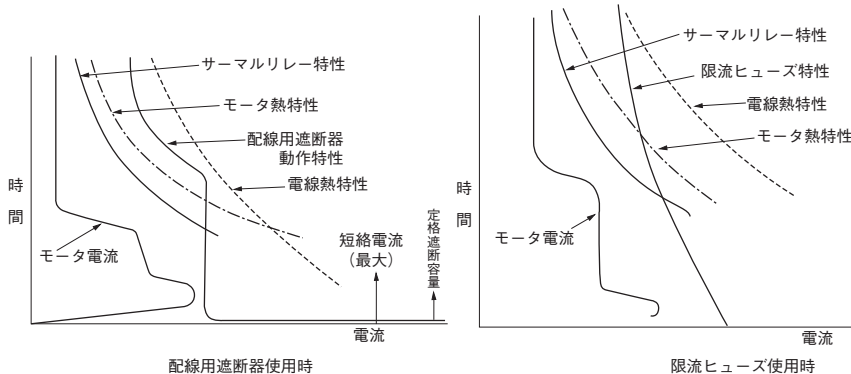 サーマルリレー特性
モータ熱特性
配線用遮断器
動作特性
電線熱特性
時間
モータ電流
短絡電流
(最大)
定格遮断容量
電流
配線用遮断器使用時
サーマルリレー特性
限流ヒューズ特性
電線熱特性
モータ熱特性
時間
モータ電流
電流
限流ヒューズ使用時